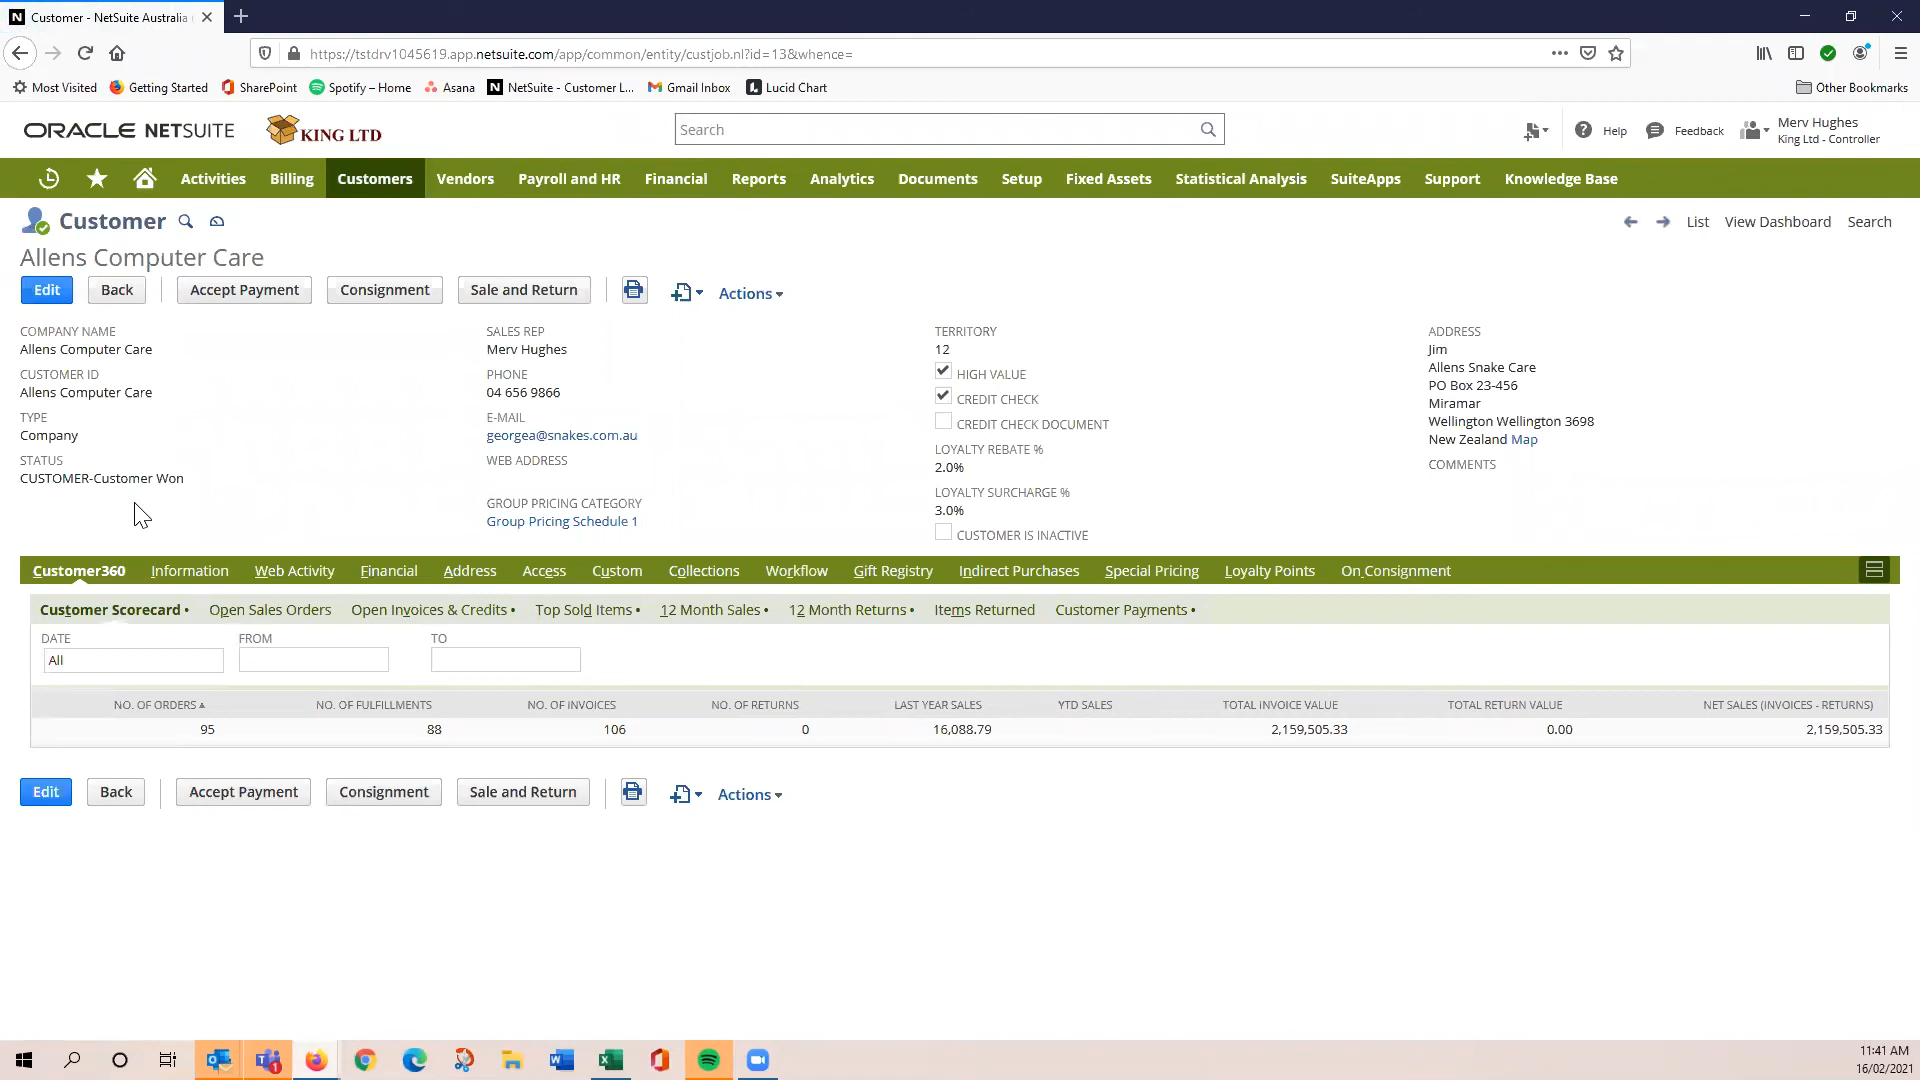 Customer - NetSuite Australia
https://tstdrv1045619.app.netsuite.com/app/common/entity/custjob.nl?id=13&whence=
Most Visited Getting Started SharePoint Spotify – Home Asana NetSuite - Customer L... Gmail Inbox Lucid Chart Other Bookmarks
ORACLE NETSUITE KING LTD Search Help Feedback Merv Hughes
King Ltd - Controller
Activities Billing Customers Vendors Payroll and HR Financial Reports Analytics Documents Setup Fixed Assets Statistical Analysis SuiteApps Support Knowledge Base
Customer List View Dashboard Search
Allens Computer Care
Edit Back Accept Payment Consignment Sale and Return Actions
COMPANY NAME
Allens Computer Care
CUSTOMER ID
Allens Computer Care
TYPE
Company
STATUS
CUSTOMER-Customer Won
SALES REP
Merv Hughes
PHONE
04 656 9866
E-MAIL
georgea@snakes.com.au
WEB ADDRESS
GROUP PRICING CATEGORY
Group Pricing Schedule 1
TERRITORY
12
HIGH VALUE
CREDIT CHECK
CREDIT CHECK DOCUMENT
LOYALTY REBATE %
2.0%
LOYALTY SURCHARGE %
3.0%
CUSTOMER IS INACTIVE
ADDRESS
Jim
Allens Snake Care
PO Box 23-456
Miramar
Wellington Wellington 3698
New Zealand Map
COMMENTS
Customer360 Information Web Activity Financial Address Access Custom Collections Workflow Gift Registry Indirect Purchases Special Pricing Loyalty Points On Consignment
Customer Scorecard • Open Sales Orders Open Invoices & Credits • Top Sold Items • 12 Month Sales • 12 Month Returns • Items Returned Customer Payments •
DATE FROM TO
All
NO. OF ORDERS NO. OF FULFILLMENTS NO. OF INVOICES NO. OF RETURNS LAST YEAR SALES YTD SALES TOTAL INVOICE VALUE TOTAL RETURN VALUE NET SALES (INVOICES - RETURNS)
95 88 106 0 16,088.79 2,159,505.33 0.00 2,159,505.33
Edit Back Accept Payment Consignment Sale and Return Actions
11:41 AM
16/02/2021